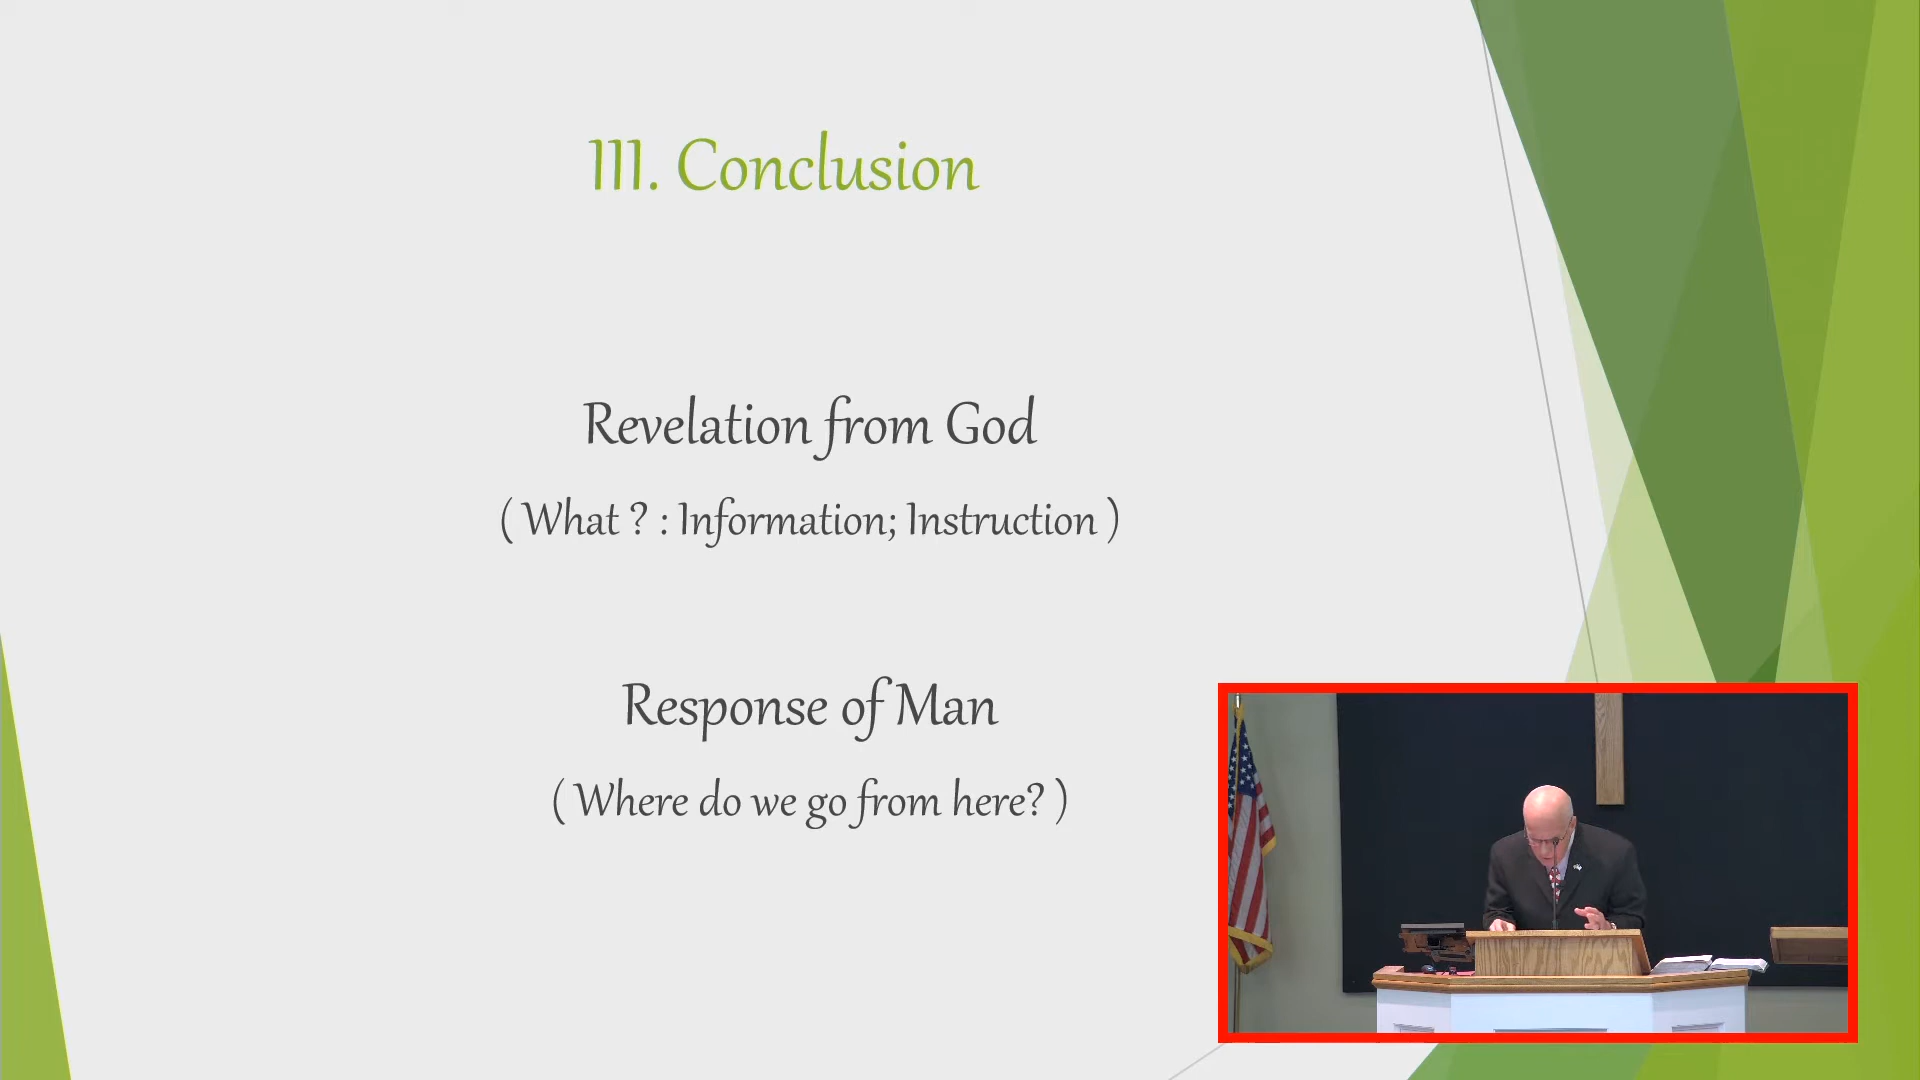 III. Conclusion
Revelation from God
( What ? : Information; Instruction )
Response of Man
( Where do we go from here? )